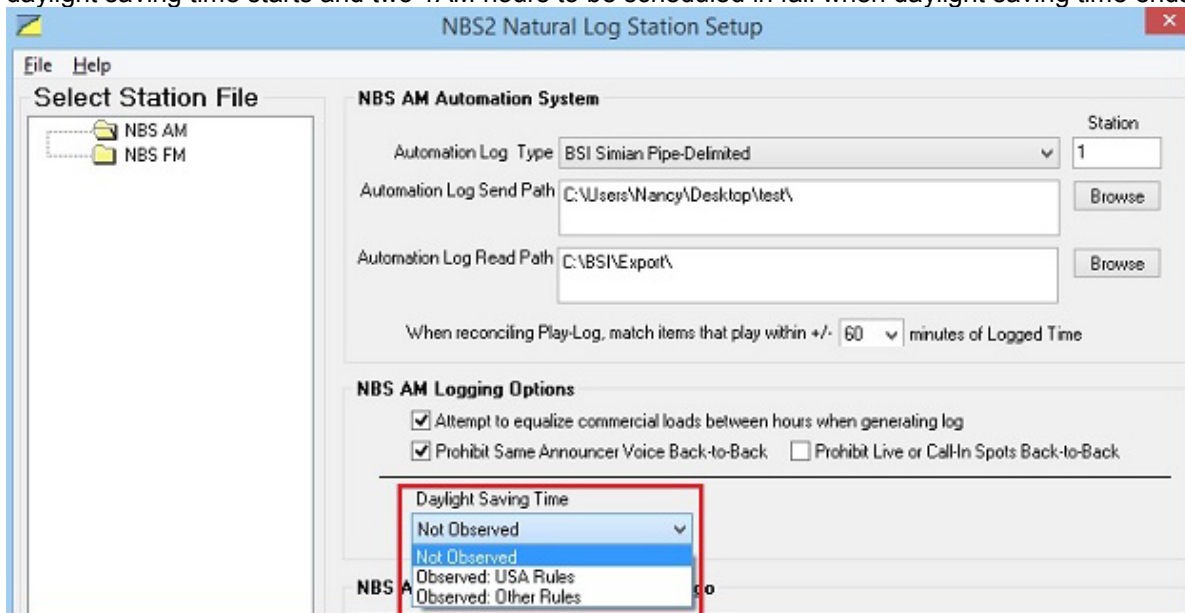 daylight saving time starts and two 1AM hours to be scheduled in fall when daylight saving time ends
NBS2 Natural Log Station Setup
File Help
Select Station File
NBS AM
NBS FM
NBS AM Automation System
Station
Automation Log Type BSI Simian Pipe-Delimited 1
Automation Log Send Path C:\Users\Nancy\Desktop\test\ Browse
Automation Log Read Path C:\BSI\Export\ Browse
When reconciling Play-Log, match items that play within +/- 60 minutes of Logged Time
NBS AM Logging Options
Attempt to equalize commercial loads between hours when generating log
Prohibit Same Announcer Voice Back-to-Back Prohibit Live or Call-In Spots Back-to-Back
Daylight Saving Time
Not Observed
Not Observed
Observed: USA Rules
Observed: Other Rules
NBS